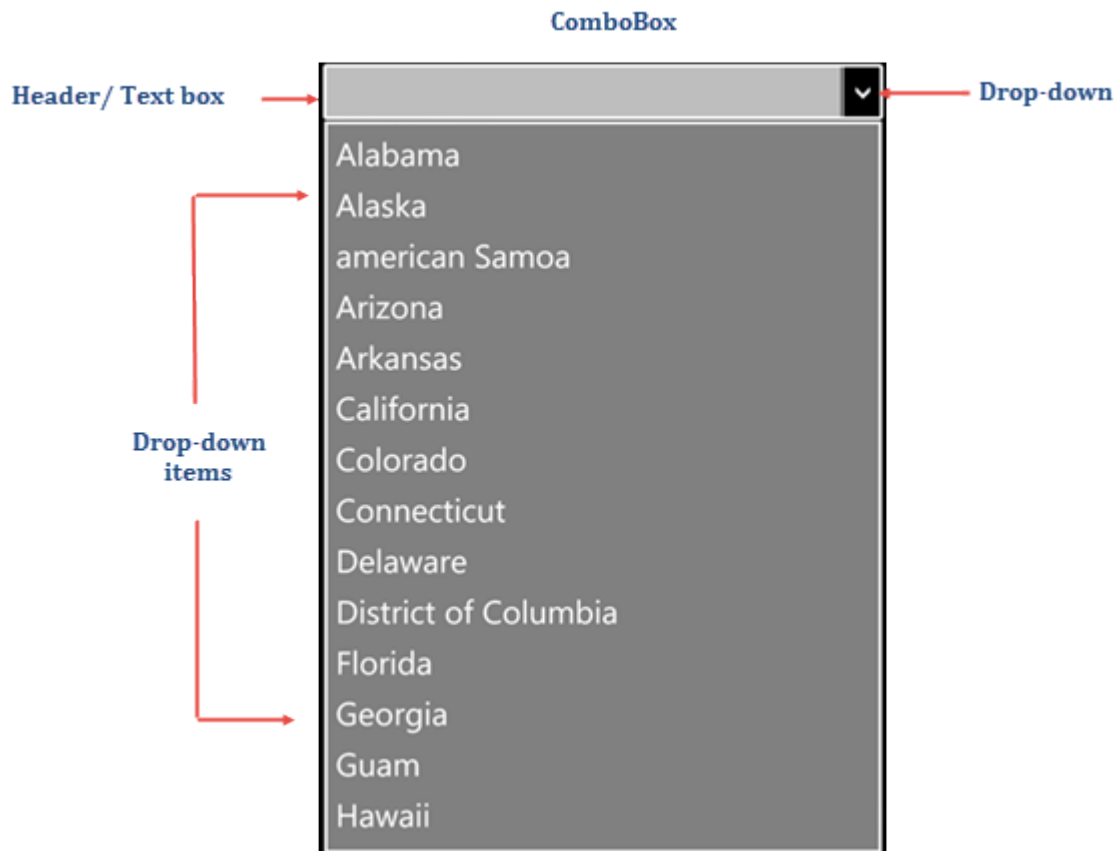 ComboBox
Header/ Text box
Drop-down
Alabama
Alaska
american Samoa
Arizona
Arkansas
California
Colorado
Drop-down
items
Connecticut
Delaware
District of Columbia
Florida
Georgia
Guam
Hawaii